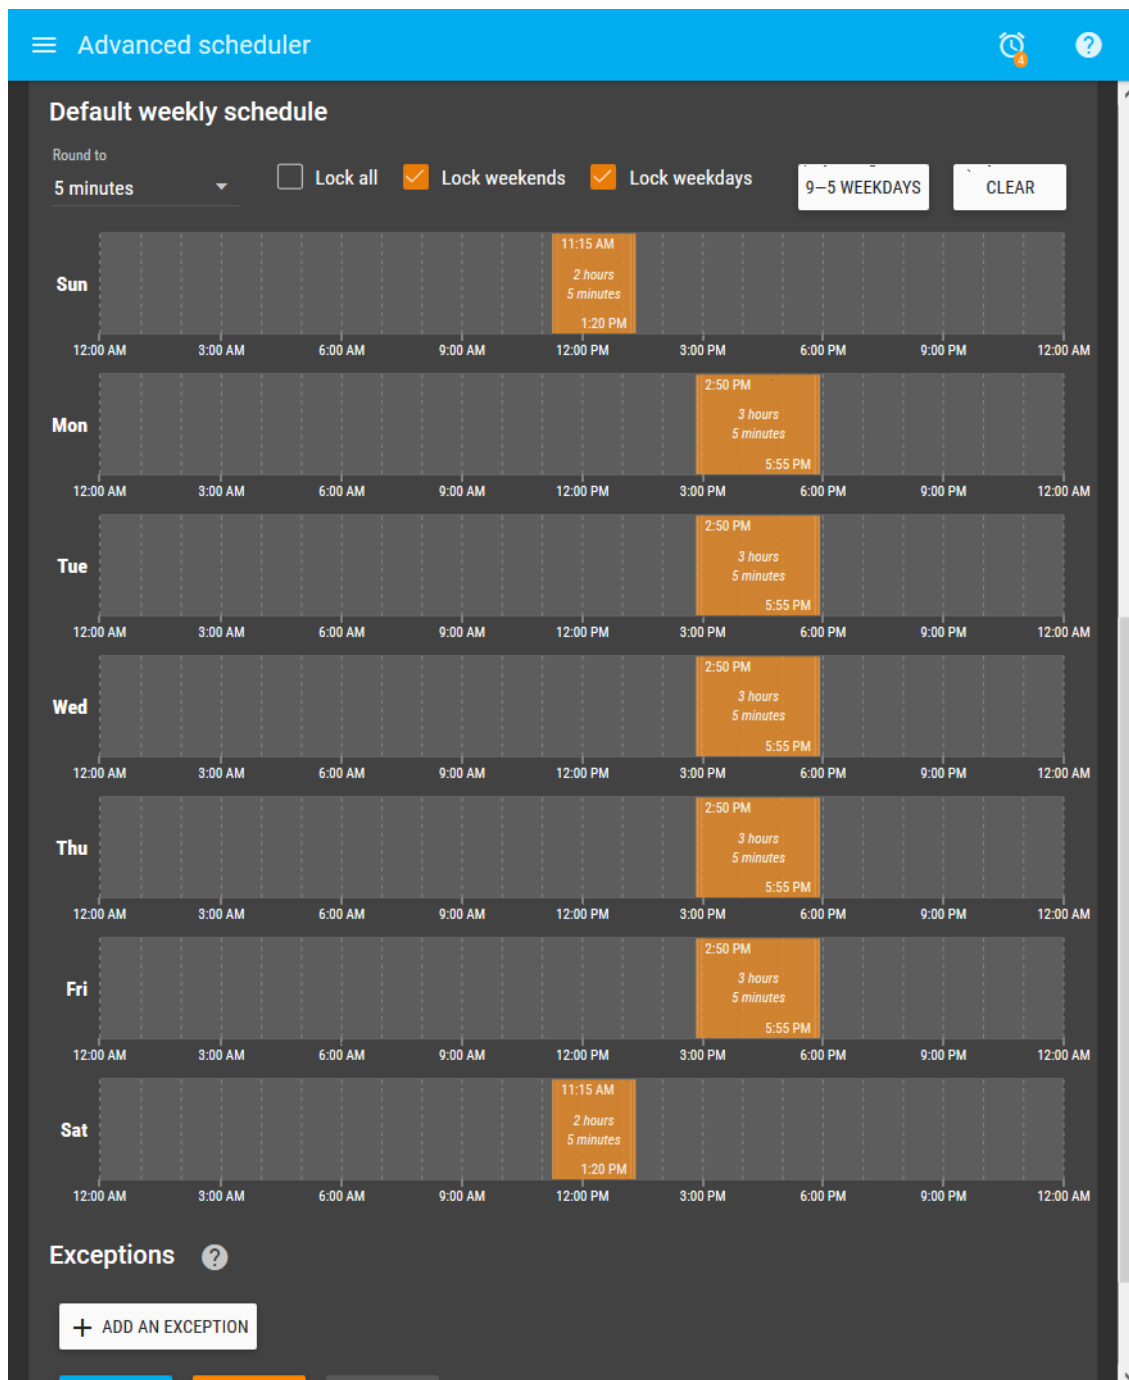 Advanced scheduler
4
Default weekly schedule
Round to
5 minutes
Lock all
Lock weekends
Lock weekdays
9–5 WEEKDAYS
CLEAR
Sun
11:15 AM
2 hours
5 minutes
1:20 PM
12:00 AM 3:00 AM 6:00 AM 9:00 AM 12:00 PM 3:00 PM 6:00 PM 9:00 PM 12:00 AM
Mon
2:50 PM
3 hours
5 minutes
5:55 PM
12:00 AM 3:00 AM 6:00 AM 9:00 AM 12:00 PM 3:00 PM 6:00 PM 9:00 PM 12:00 AM
Tue
2:50 PM
3 hours
5 minutes
5:55 PM
12:00 AM 3:00 AM 6:00 AM 9:00 AM 12:00 PM 3:00 PM 6:00 PM 9:00 PM 12:00 AM
Wed
2:50 PM
3 hours
5 minutes
5:55 PM
12:00 AM 3:00 AM 6:00 AM 9:00 AM 12:00 PM 3:00 PM 6:00 PM 9:00 PM 12:00 AM
Thu
2:50 PM
3 hours
5 minutes
5:55 PM
12:00 AM 3:00 AM 6:00 AM 9:00 AM 12:00 PM 3:00 PM 6:00 PM 9:00 PM 12:00 AM
Fri
2:50 PM
3 hours
5 minutes
5:55 PM
12:00 AM 3:00 AM 6:00 AM 9:00 AM 12:00 PM 3:00 PM 6:00 PM 9:00 PM 12:00 AM
Sat
11:15 AM
2 hours
5 minutes
1:20 PM
12:00 AM 3:00 AM 6:00 AM 9:00 AM 12:00 PM 3:00 PM 6:00 PM 9:00 PM 12:00 AM
Exceptions ?
+ ADD AN EXCEPTION